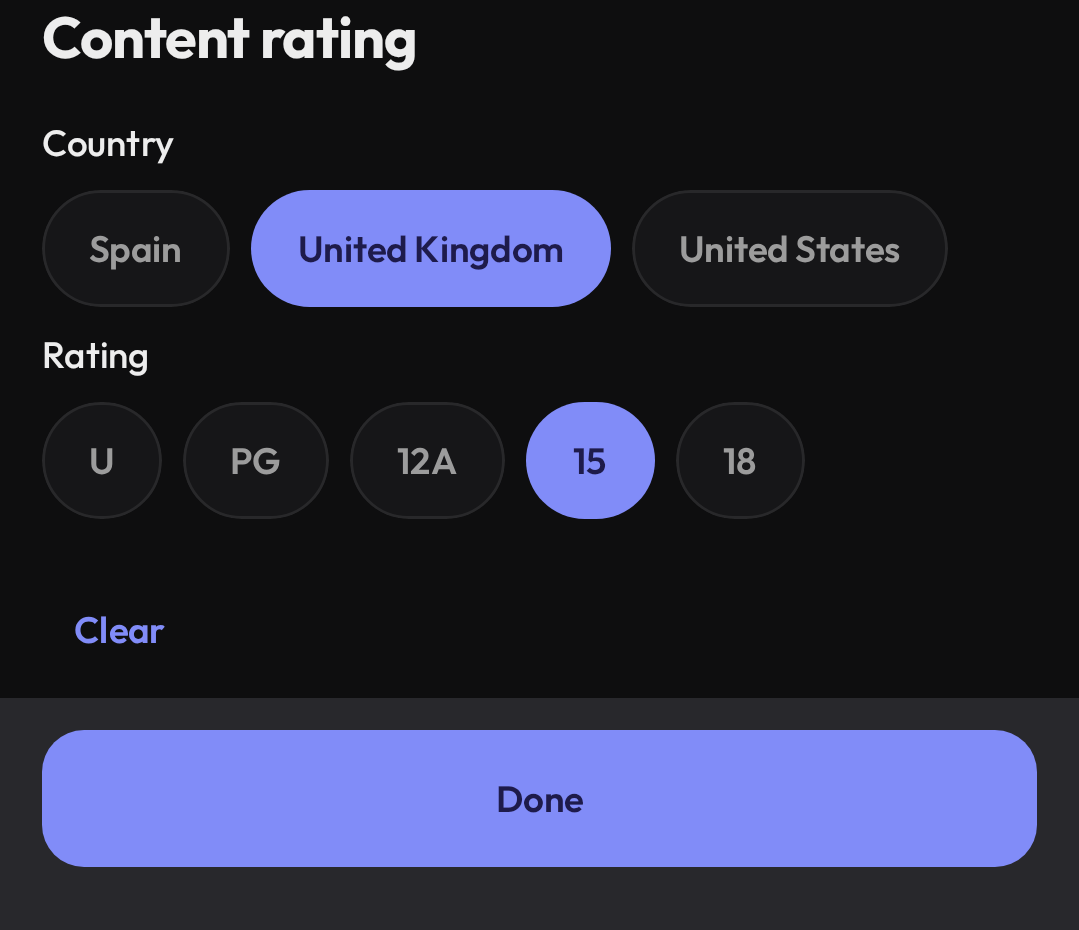 Content rating
Country
Spain United Kingdom United States
Rating
U PG 12A 15 18
Clear
Done